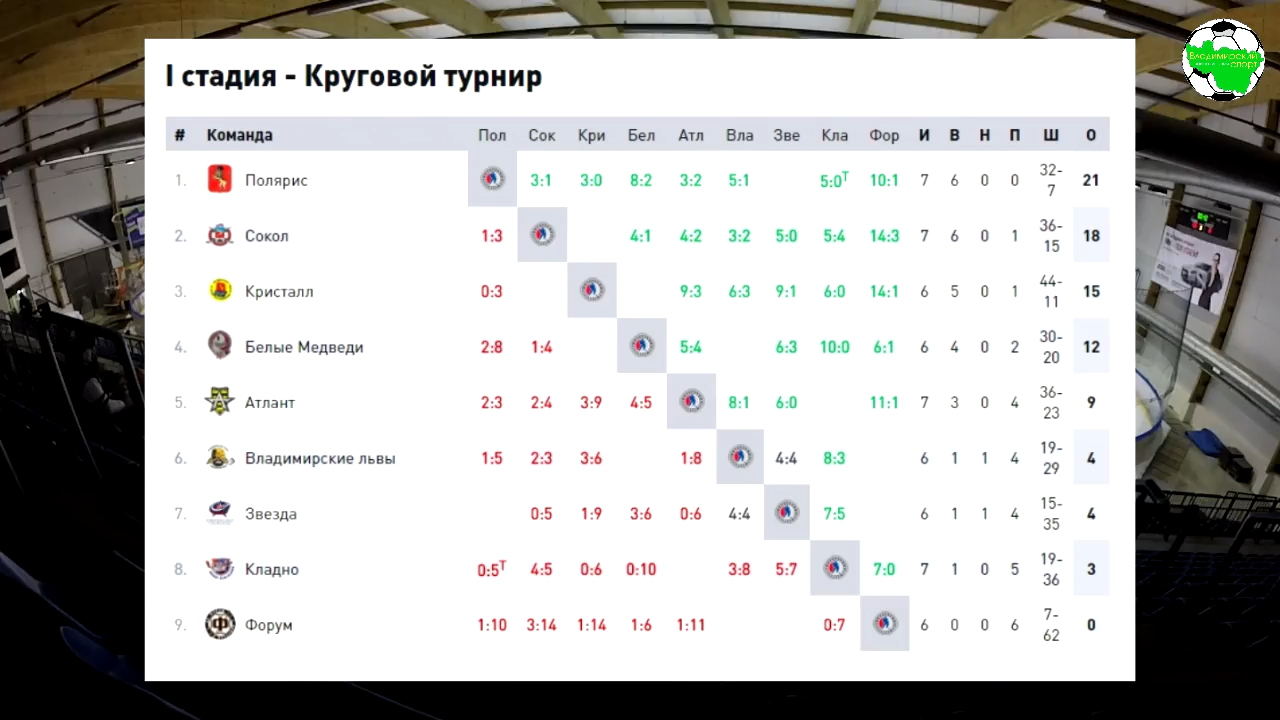 I стадия - Круговой турнир
# Команда Пол Сок Кри Бел Атл Вла Зве Кла Фор И В Н П Ш О
1. Полярис 3:1 3:0 8:2 3:2 5:1 5:0Т 10:1 7 6 0 0 32-7 21
2. Сокол 1:3 4:1 4:2 3:2 5:0 5:4 14:3 7 6 0 1 36-15 18
3. Кристалл 0:3 9:3 6:3 9:1 6:0 14:1 6 5 0 1 44-11 15
4. Белые Медведи 2:8 1:4 5:4 6:3 10:0 6:1 6 4 0 2 30-20 12
5. Атлант 2:3 2:4 3:9 4:5 8:1 6:0 11:1 7 3 0 4 36-23 9
6. Владимирские львы 1:5 2:3 3:6 1:8 4:4 8:3 6 1 1 4 19-29 4
7. Звезда 0:5 1:9 3:6 0:6 4:4 7:5 6 1 1 4 15-35 4
8. Кладно 0:5Т 4:5 0:6 0:10 3:8 5:7 7:0 7 1 0 5 19-36 3
9. Форум 1:10 3:14 1:14 1:6 1:11 0:7 6 0 0 6 7-62 0
Владимирский
спорт